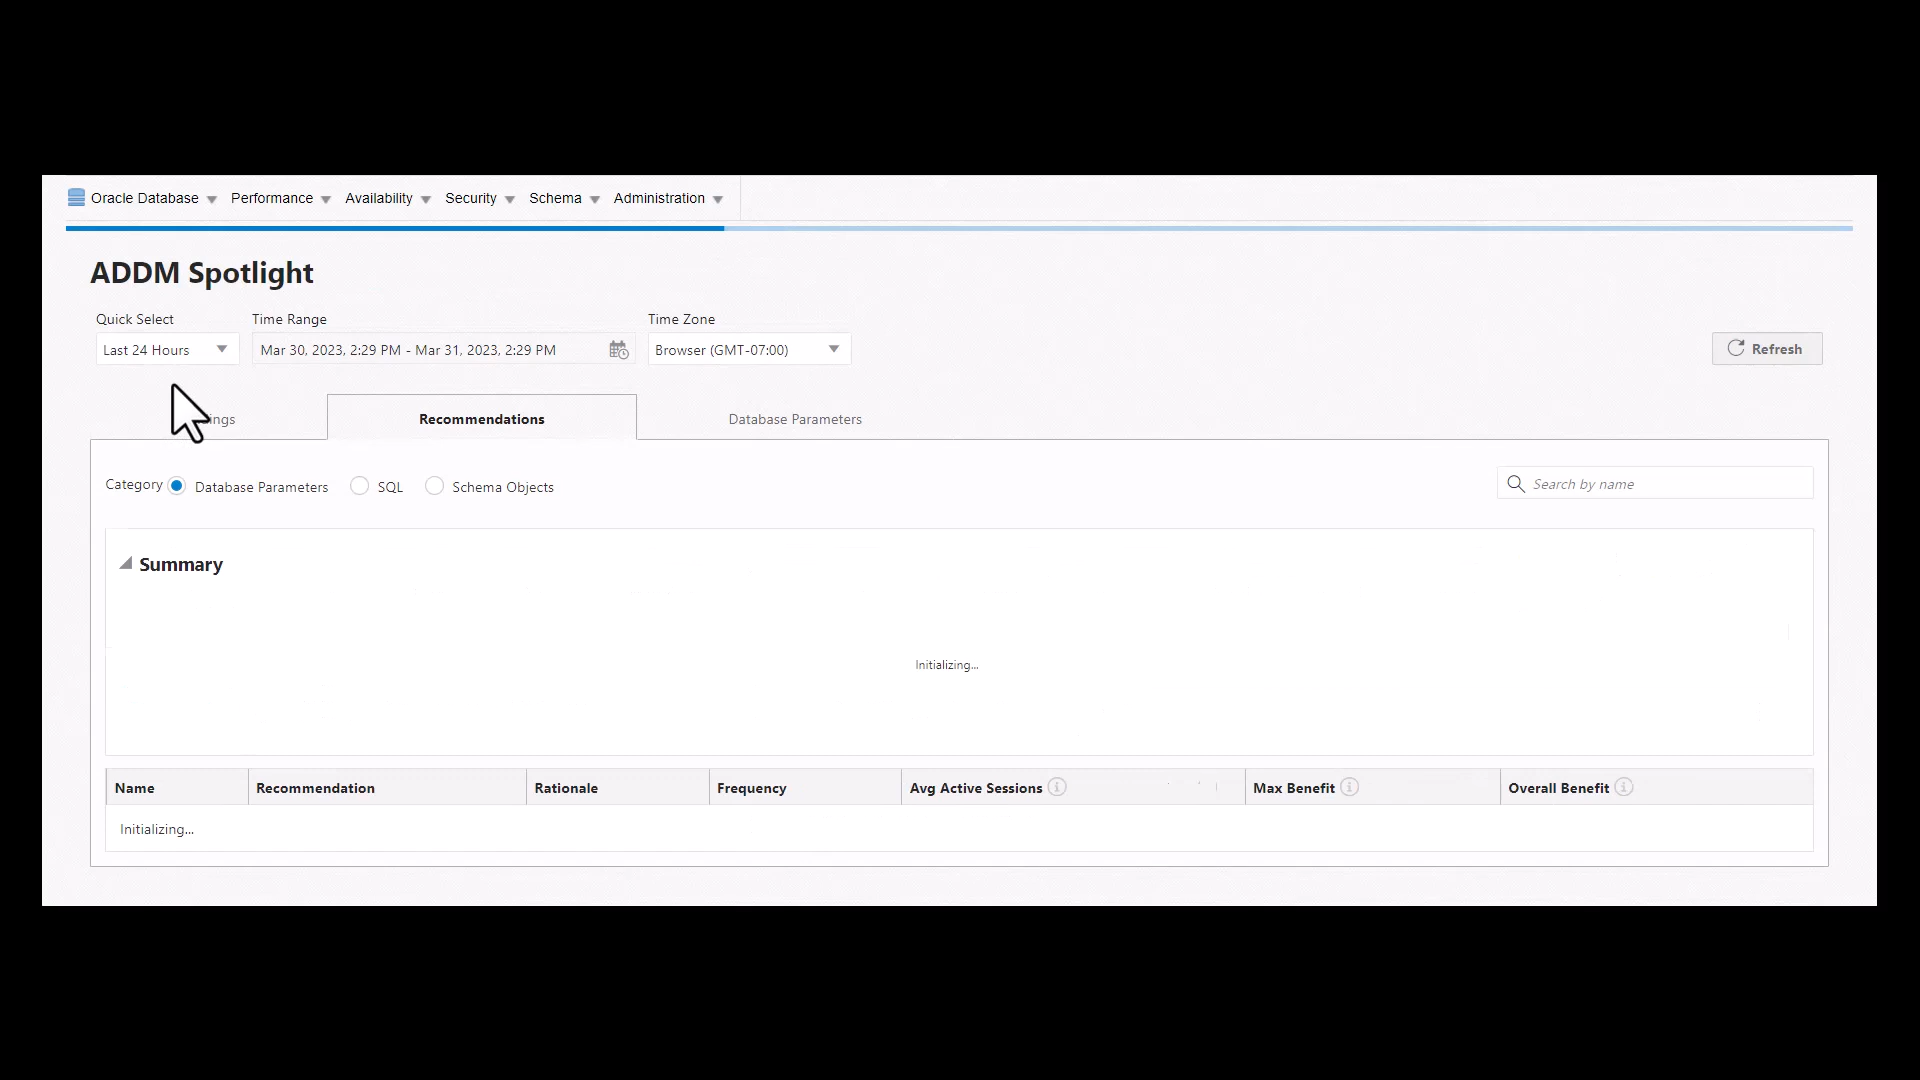 Oracle Database Performance Availability Security Schema Administration
ADDM Spotlight
Quick Select Time Range Time Zone
Last 24 Hours Mar 30, 2023, 2:29 PM - Mar 31, 2023, 2:29 PM Browser (GMT-07:00) Refresh
Recommendations Database Parameters
Category Database Parameters SQL Schema Objects Search by name
Summary
Initializing...
Name Recommendation Rationale Frequency Avg Active Sessions Max Benefit Overall Benefit
Initializing...